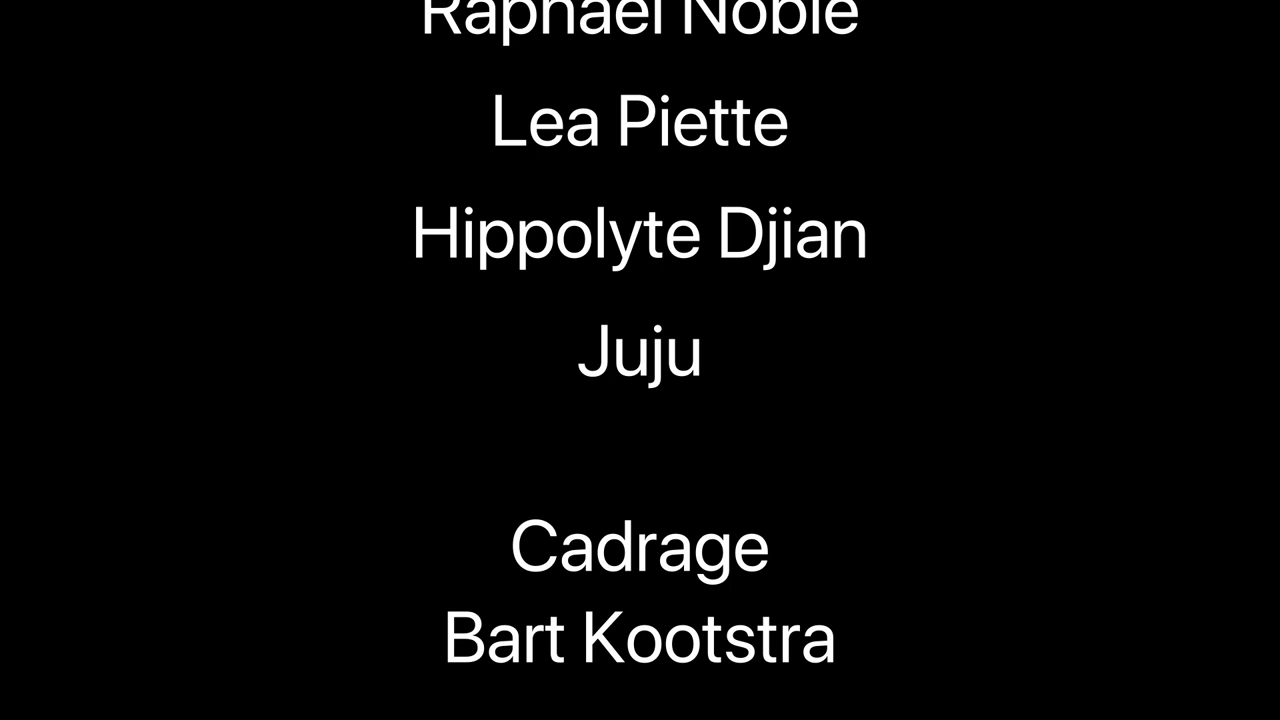 Raphael Noble
Lea Piette
Hippolyte Djian
Juju
Cadrage
Bart Kootstra